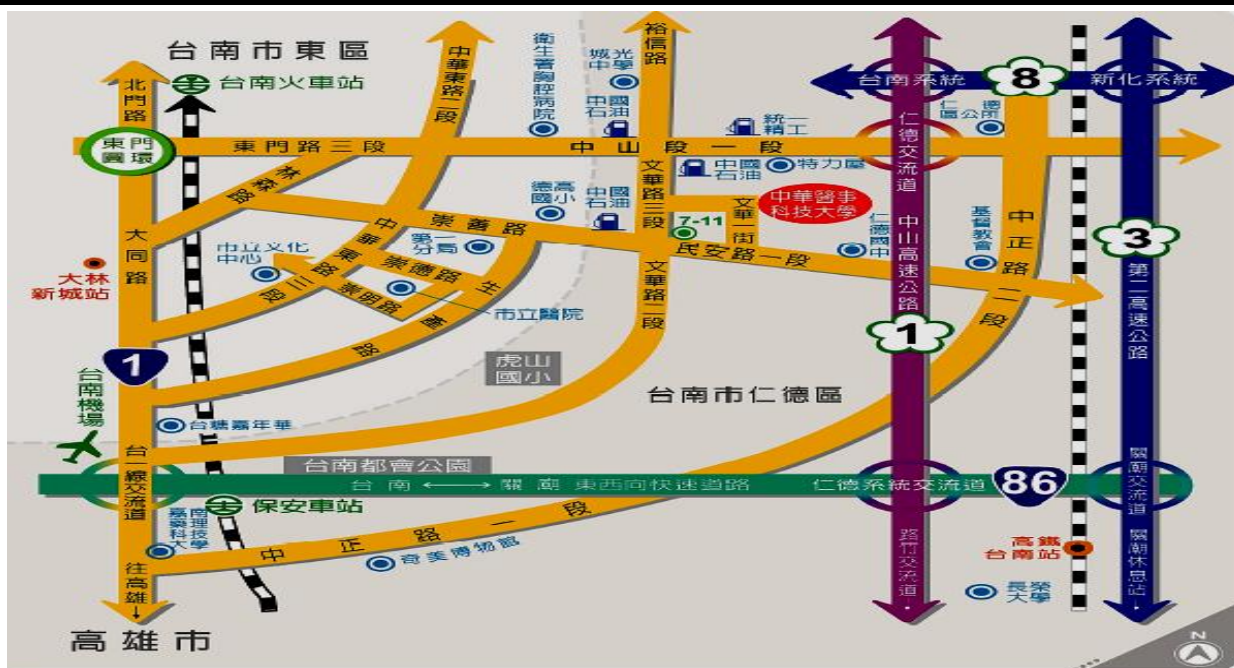 台南市東區
台南火車站
北門路
東門圓環
東門路三段
中山路一段
中華東路二段
衛生署胸腔病院
城光中學
中國石油
裕信路
統一精工
中國石油
特力屋
台南系統
8
新化系統
仁德區公所
仁德交流道
林森路
德高國小
中國石油
崇善路
文華路三段
7-11
文華一街
中華醫事科技大學
民安路一段
仁德國中
基督教會
中正路二段
中山高速公路
3
第二高速公路
大同路
大林新城站
市立文化中心
中華東路三段
第一分局
崇德路
崇明路
市立醫院
生產路
文華路二段
1
1
虎山國小
台南市仁德區
台南機場
台糖嘉年華
台一線交流道
台南都會公園
台南
關廟
東西向快速道路
仁德系統交流道
86
關廟交流道
保安車站
嘉南藥理科技大學
中正路一段
奇美博物館
路竹交流道
高鐵台南站
長榮大學
關廟休息站
往高雄
高雄市
N